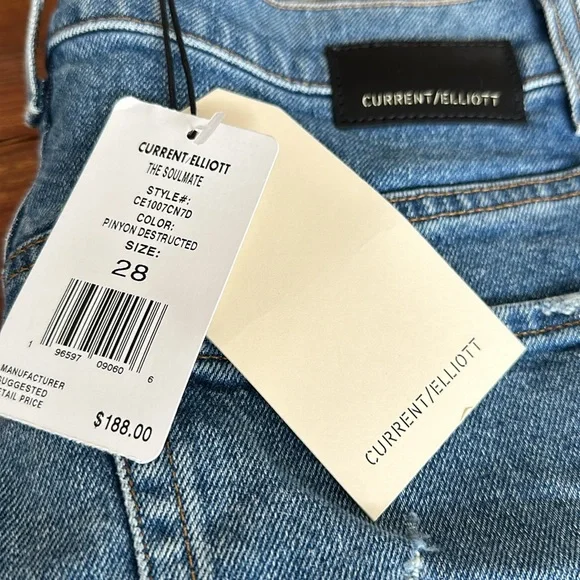 CURRENT/ELLIOTT
CURRENT/ELLIOTT
THE SOULMATE
STYLE#:
CE1007CN7D
COLOR:
PINYON DESTRUCTED
SIZE:
28
1 96597 09060 6
MANUFACTURER
SUGGESTED
ETAIL PRICE
$188.00
CURRENT/ELLIOTT